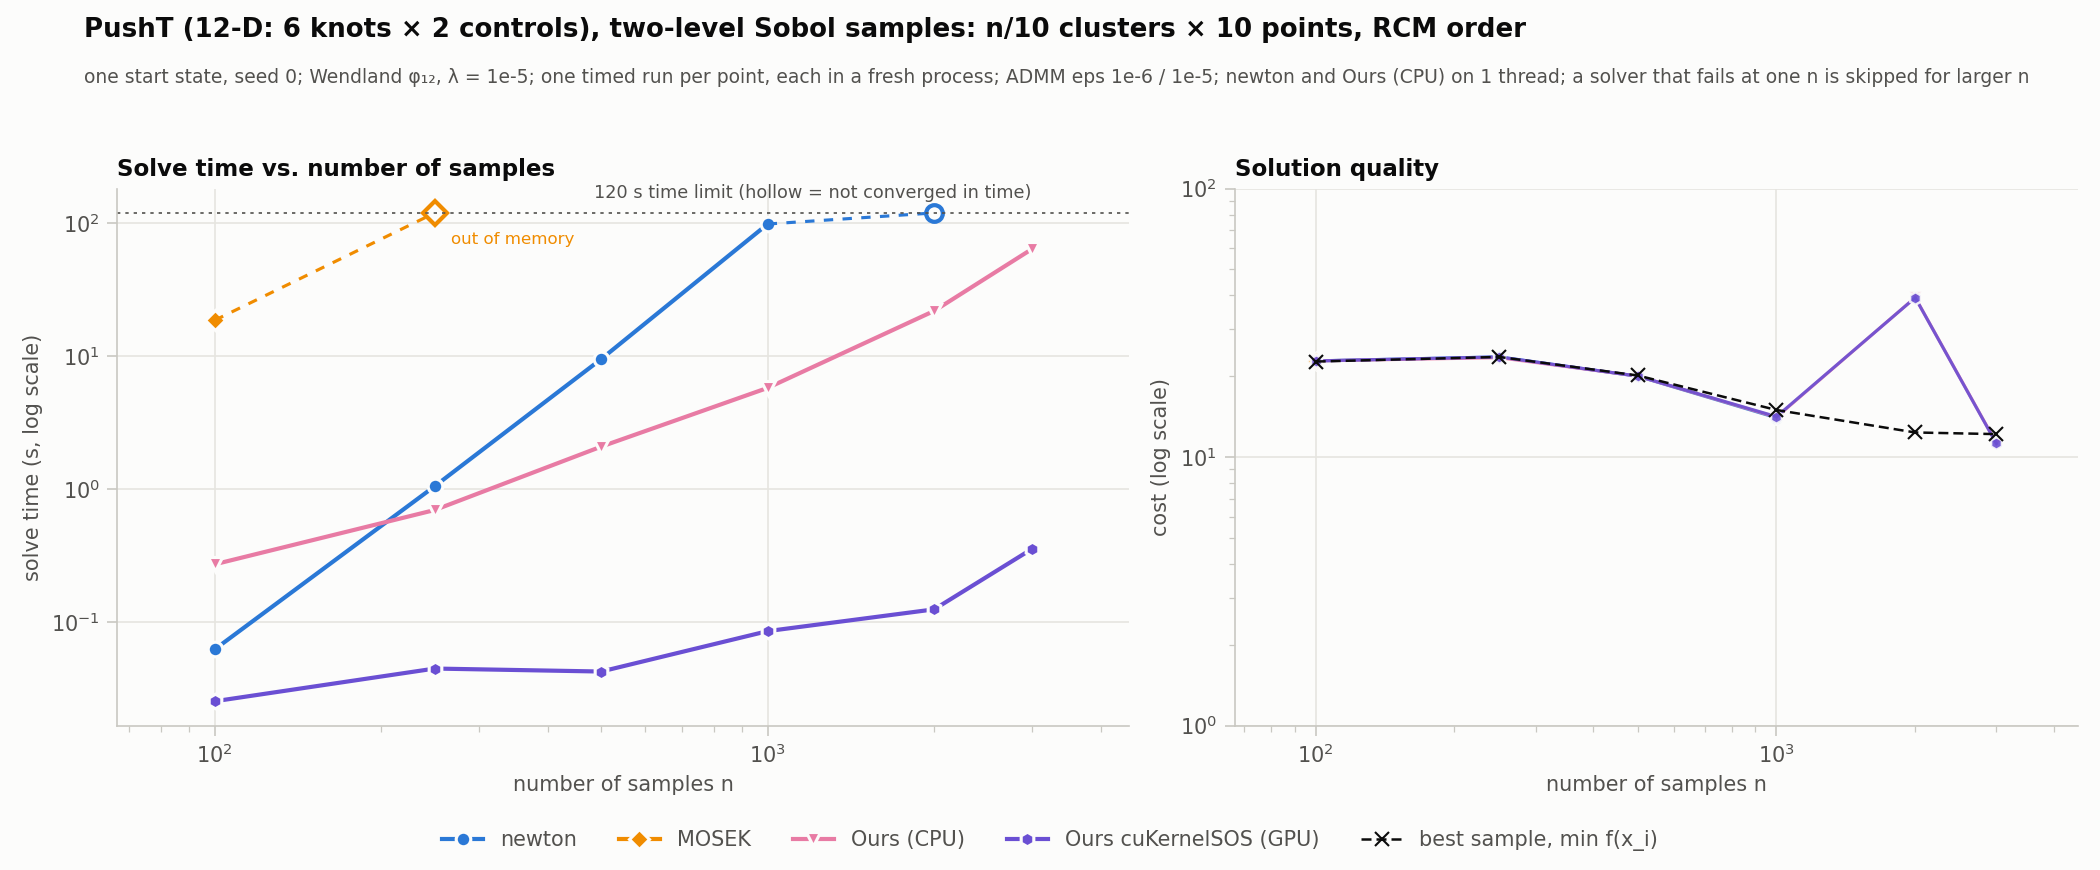 PushT (12-D: 6 knots × 2 controls), two-level Sobol samples: n/10 clusters × 10 points, RCM order
one start state, seed 0; Wendland φ₁₂, λ = 1e-5; one timed run per point, each in a fresh process; ADMM eps 1e-6 / 1e-5; newton and Ours (CPU) on 1 thread; a solver that fails at one n is skipped for larger n
Solve time vs. number of samples
120 s time limit (hollow = not converged in time)
out of memory
solve time (s, log scale)
10²
10¹
10⁰
10⁻¹
10²
10³
number of samples n
Solution quality
cost (log scale)
10²
10¹
10⁰
10²
10³
number of samples n
newton
MOSEK
Ours (CPU)
Ours cuKernelSOS (GPU)
best sample, min f(x_i)